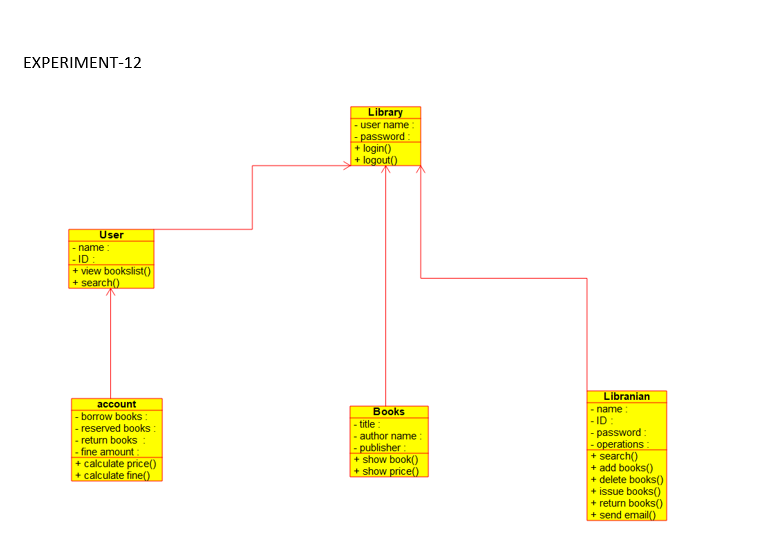 EXPERIMENT-12
Library
- user name :
- password :
+ login()
+ logout()
User
- name :
- ID :
+ view bookslist()
+ search()
account
- borrow books :
- reserved books :
- return books :
- fine amount :
+ calculate price()
+ calculate fine()
Books
- title :
- author name :
- publisher :
+ show book()
+ show price()
Libranian
- name :
- ID :
- password :
- operations :
+ search()
+ add books()
+ delete books()
+ issue books()
+ return books()
+ send email()